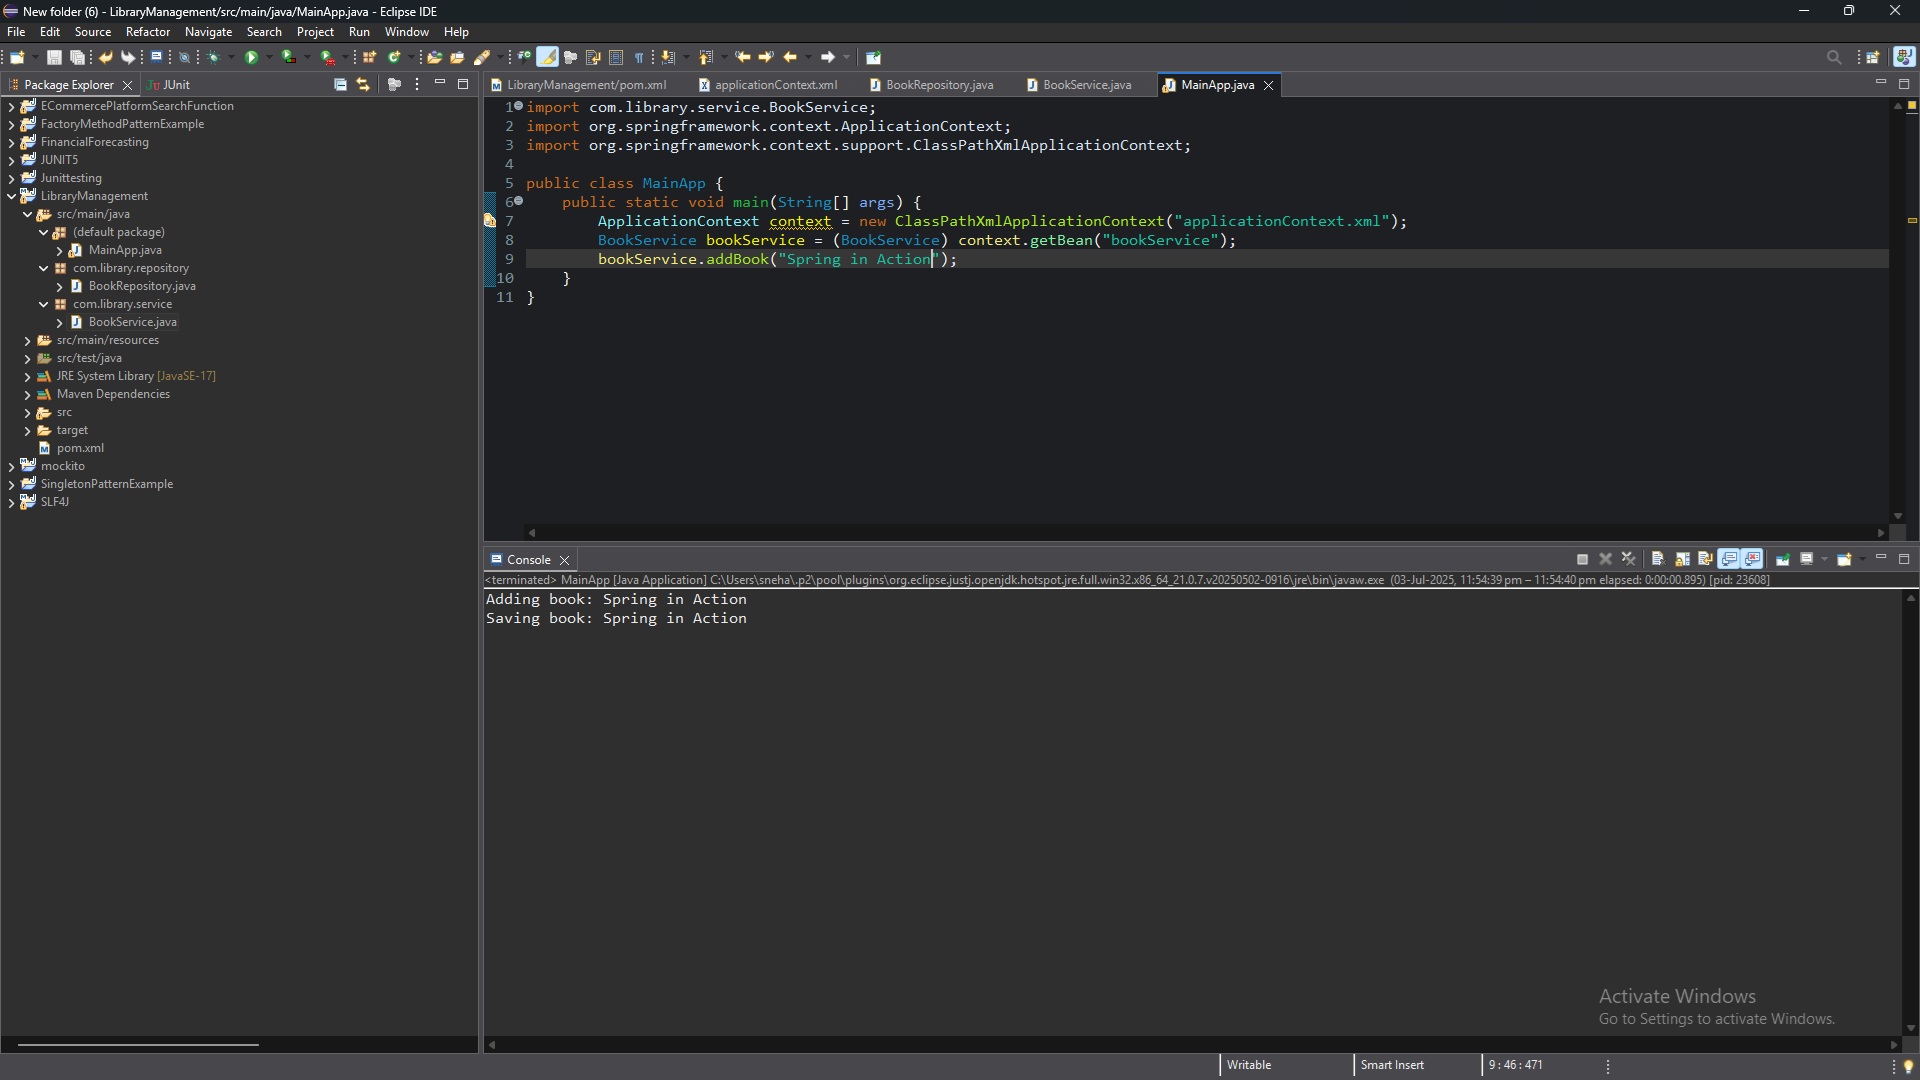 New folder (6) - LibraryManagement/src/main/java/MainApp.java - Eclipse IDE
File Edit Source Refactor Navigate Search Project Run Window Help
Package Explorer
JUnit
ECommercePlatformSearchFunction
FactoryMethodPatternExample
FinancialForecasting
JUNIT5
Junittesting
LibraryManagement
src/main/java
(default package)
MainApp.java
com.library.repository
BookRepository.java
com.library.service
BookService.java
src/main/resources
src/test/java
JRE System Library [JavaSE-17]
Maven Dependencies
src
target
pom.xml
mockito
SingletonPatternExample
SLF4J
LibraryManagement/pom.xml applicationContext.xml BookRepository.java BookService.java MainApp.java
1 import com.library.service.BookService;
2 import org.springframework.context.ApplicationContext;
3 import org.springframework.context.support.ClassPathXmlApplicationContext;
4
5 public class MainApp {
6 public static void main(String[] args) {
7 ApplicationContext context = new ClassPathXmlApplicationContext("applicationContext.xml");
8 BookService bookService = (BookService) context.getBean("bookService");
9 bookService.addBook("Spring in Action");
10 }
11 }
Console
<terminated> MainApp [Java Application] C:\Users\sneha\.p2\pool\plugins\org.eclipse.justj.openjdk.hotspot.jre.full.win32.x86_64_21.0.7.v20250502-0916\jre\bin\javaw.exe (03-Jul-2025, 11:54:39 pm – 11:54:40 pm elapsed: 0:00:00.895) [pid: 23608]
Adding book: Spring in Action
Saving book: Spring in Action
Activate Windows
Go to Settings to activate Windows.
Writable Smart Insert 9 : 46 : 471